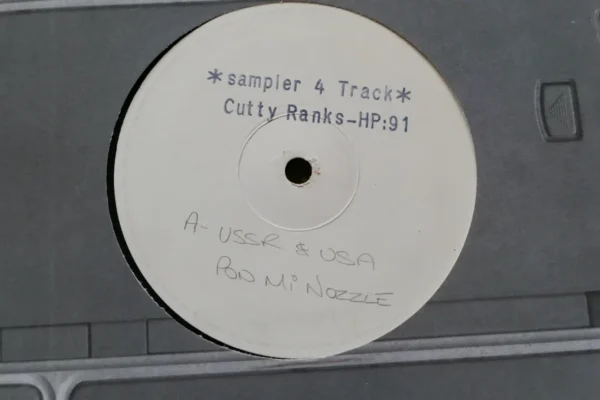 *sampler 4 Track*
Cutty Ranks-HP:91
A- USSR & USA
PON Mi NOZZLE